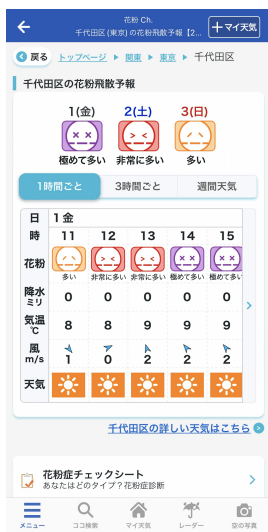 花粉 Ch.
千代田区(東京)の花粉飛散予報【2...
+マイ天気
戻る トップページ ▶ 関東 ▶ 東京 ▶ 千代田区
千代田区の花粉飛散予報
1(金) 2(土) 3(日)
極めて多い 非常に多い 多い
1時間ごと 3時間ごと 週間天気
日 1 金
時 11 12 13 14 15
花粉 多い 非常に多い 非常に多い 極めて多い 極めて多い
降水 ミリ 0 0 0 0 0
気温 ℃ 8 8 9 9 9
風 m/s 1 0 2 2 2
天気
千代田区の詳しい天気はこちら
花粉症チェックシート
あなたはどのタイプ?花粉症診断
メニュー ココ検索 マイ天気 レーダー 空の写真